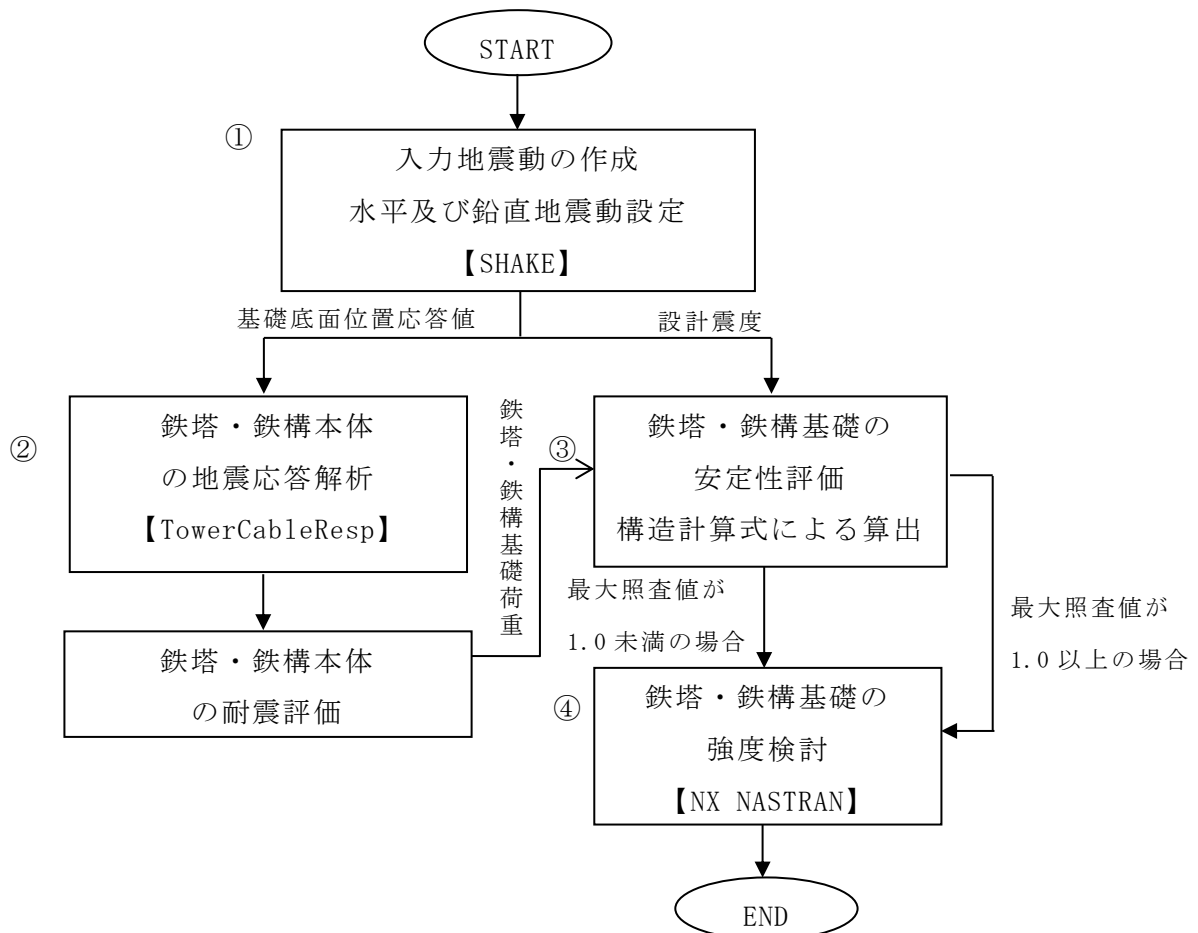 START
①
入力地震動の作成
水平及び鉛直地震動設定
【SHAKE】
基礎底面位置応答値
設計震度
②
鉄塔・鉄構本体
の地震応答解析
【TowerCableResp】
鉄塔・鉄構本体
の耐震評価
鉄塔・鉄構基礎荷重
③
鉄塔・鉄構基礎の
安定性評価
構造計算式による算出
最大照査値が
1.0 未満の場合
最大照査値が
1.0 以上の場合
④
鉄塔・鉄構基礎の
強度検討
【NX NASTRAN】
END